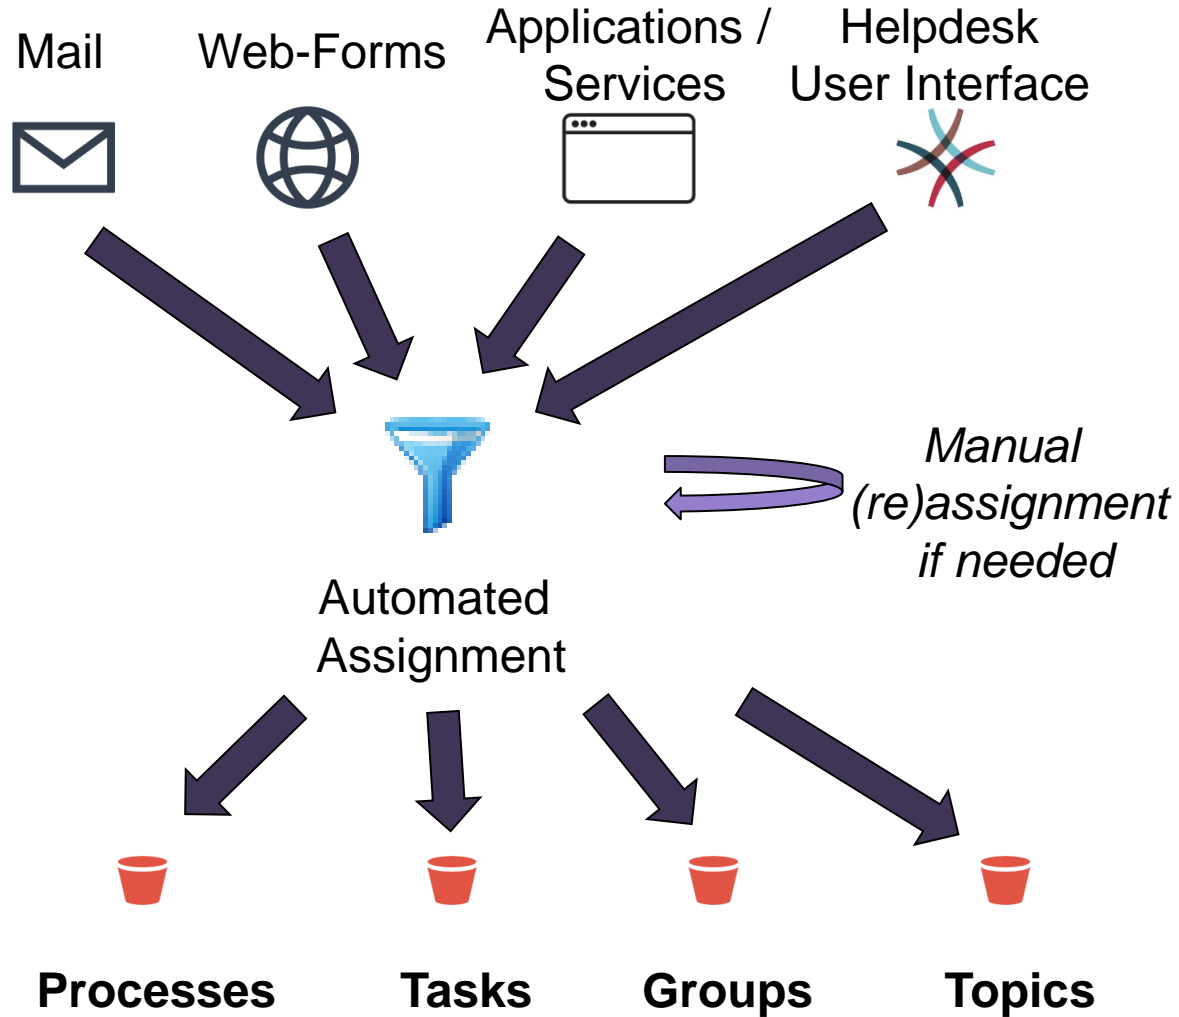 Mail
Web-Forms
Applications /
Services
Helpdesk
User Interface
Manual
(re)assignment
if needed
Automated
Assignment
Processes
Tasks
Groups
Topics